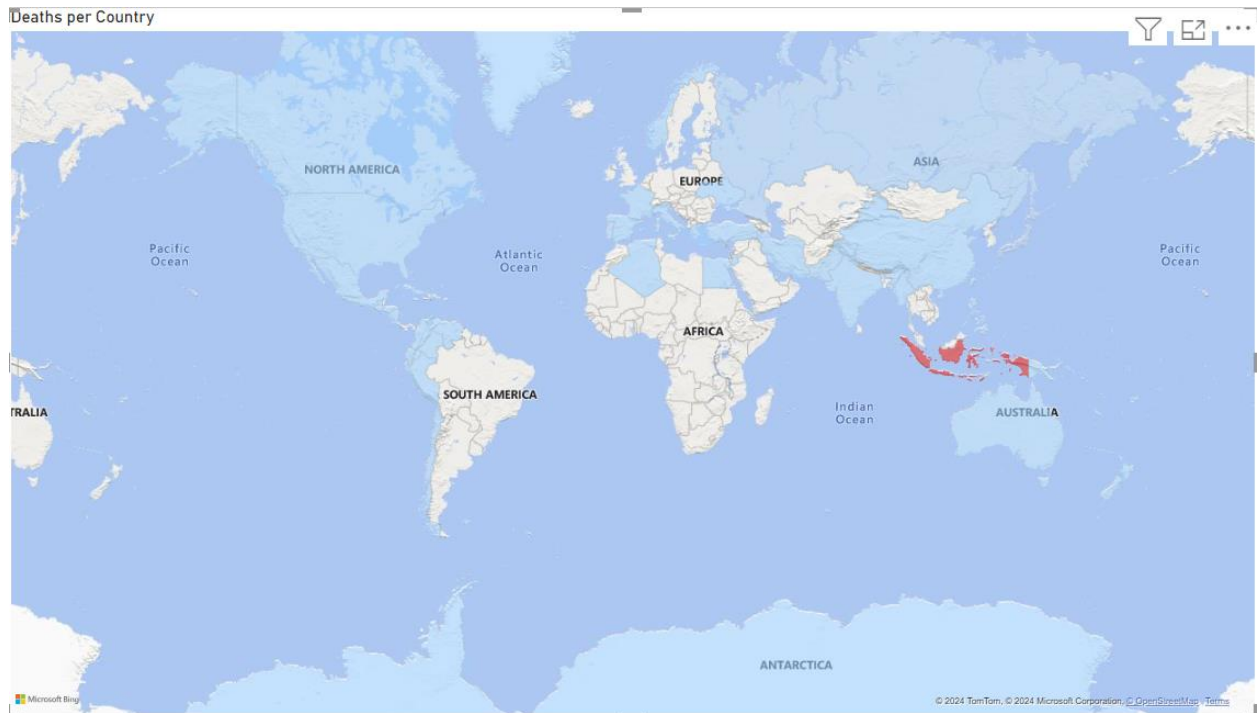 Deaths per Country
NORTH AMERICA
ASIA
EUROPE
Pacific
Ocean
Atlantic
Ocean
Pacific
Ocean
AFRICA
SOUTH AMERICA
Indian
Ocean
TRALIA
AUSTRALIA
ANTARCTICA
Microsoft Bing
© 2024 TomTom, © 2024 Microsoft Corporation, © OpenStreetMap Terms